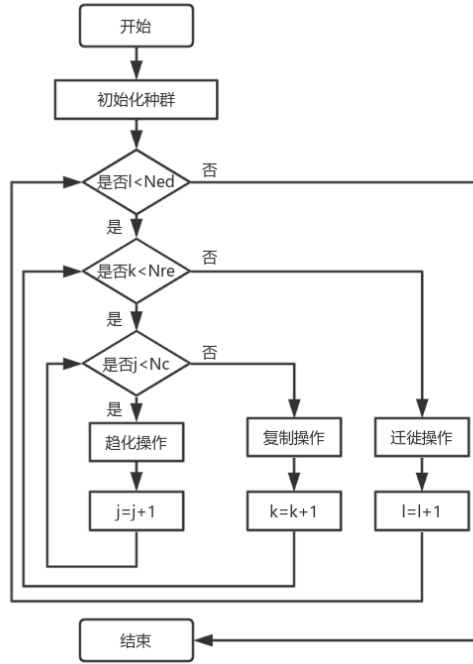 开始
初始化种群
是否l<Ned
否
是
是否k<Nre
否
是
是否j<Nc
否
是
趋化操作
复制操作
迁徙操作
j=j+1
k=k+1
l=l+1
结束